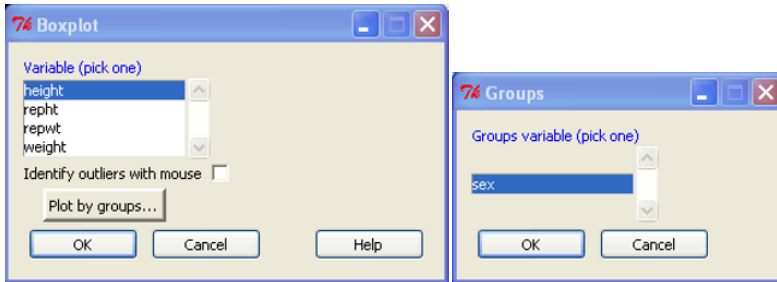 Boxplot
Variable (pick one)
height
repht
repwt
weight
Identify outliers with mouse
Plot by groups...
OK Cancel Help
Groups
Groups variable (pick one)
sex
OK Cancel